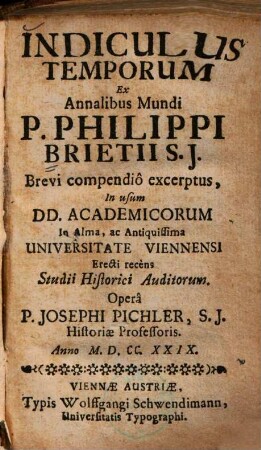 INDICULUS
TEMPORUM
Ex
Annalibus Mundi
P. PHILIPPI
BRIETII S.J.
Brevi compendiô excerptus,
In usum
DD. ACADEMICORUM
In Alma, ac Antiquissima
UNIVERSITATE VIENNENSI
Erecti recèns
Studii Historici Auditorum.
Operâ
P. JOSEPHI PICHLER, S. J.
Historiæ Professoris.
Anno M. D. CC. XXIX.
VIENNÆ AUSTRIÆ,
Typis Wolffgangi Schwendimann,
Universitatis Typographi.